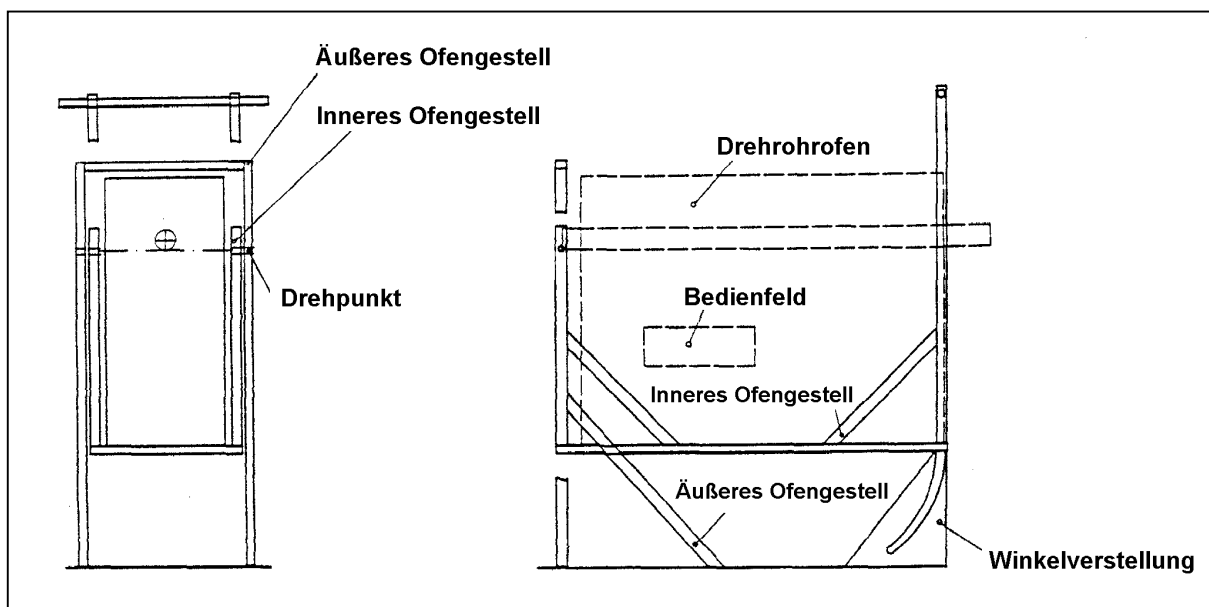 Äußeres Ofengestell
Inneres Ofengestell
Drehpunkt
Drehrohrofen
Bedienfeld
Inneres Ofengestell
Äußeres Ofengestell
Winkelverstellung